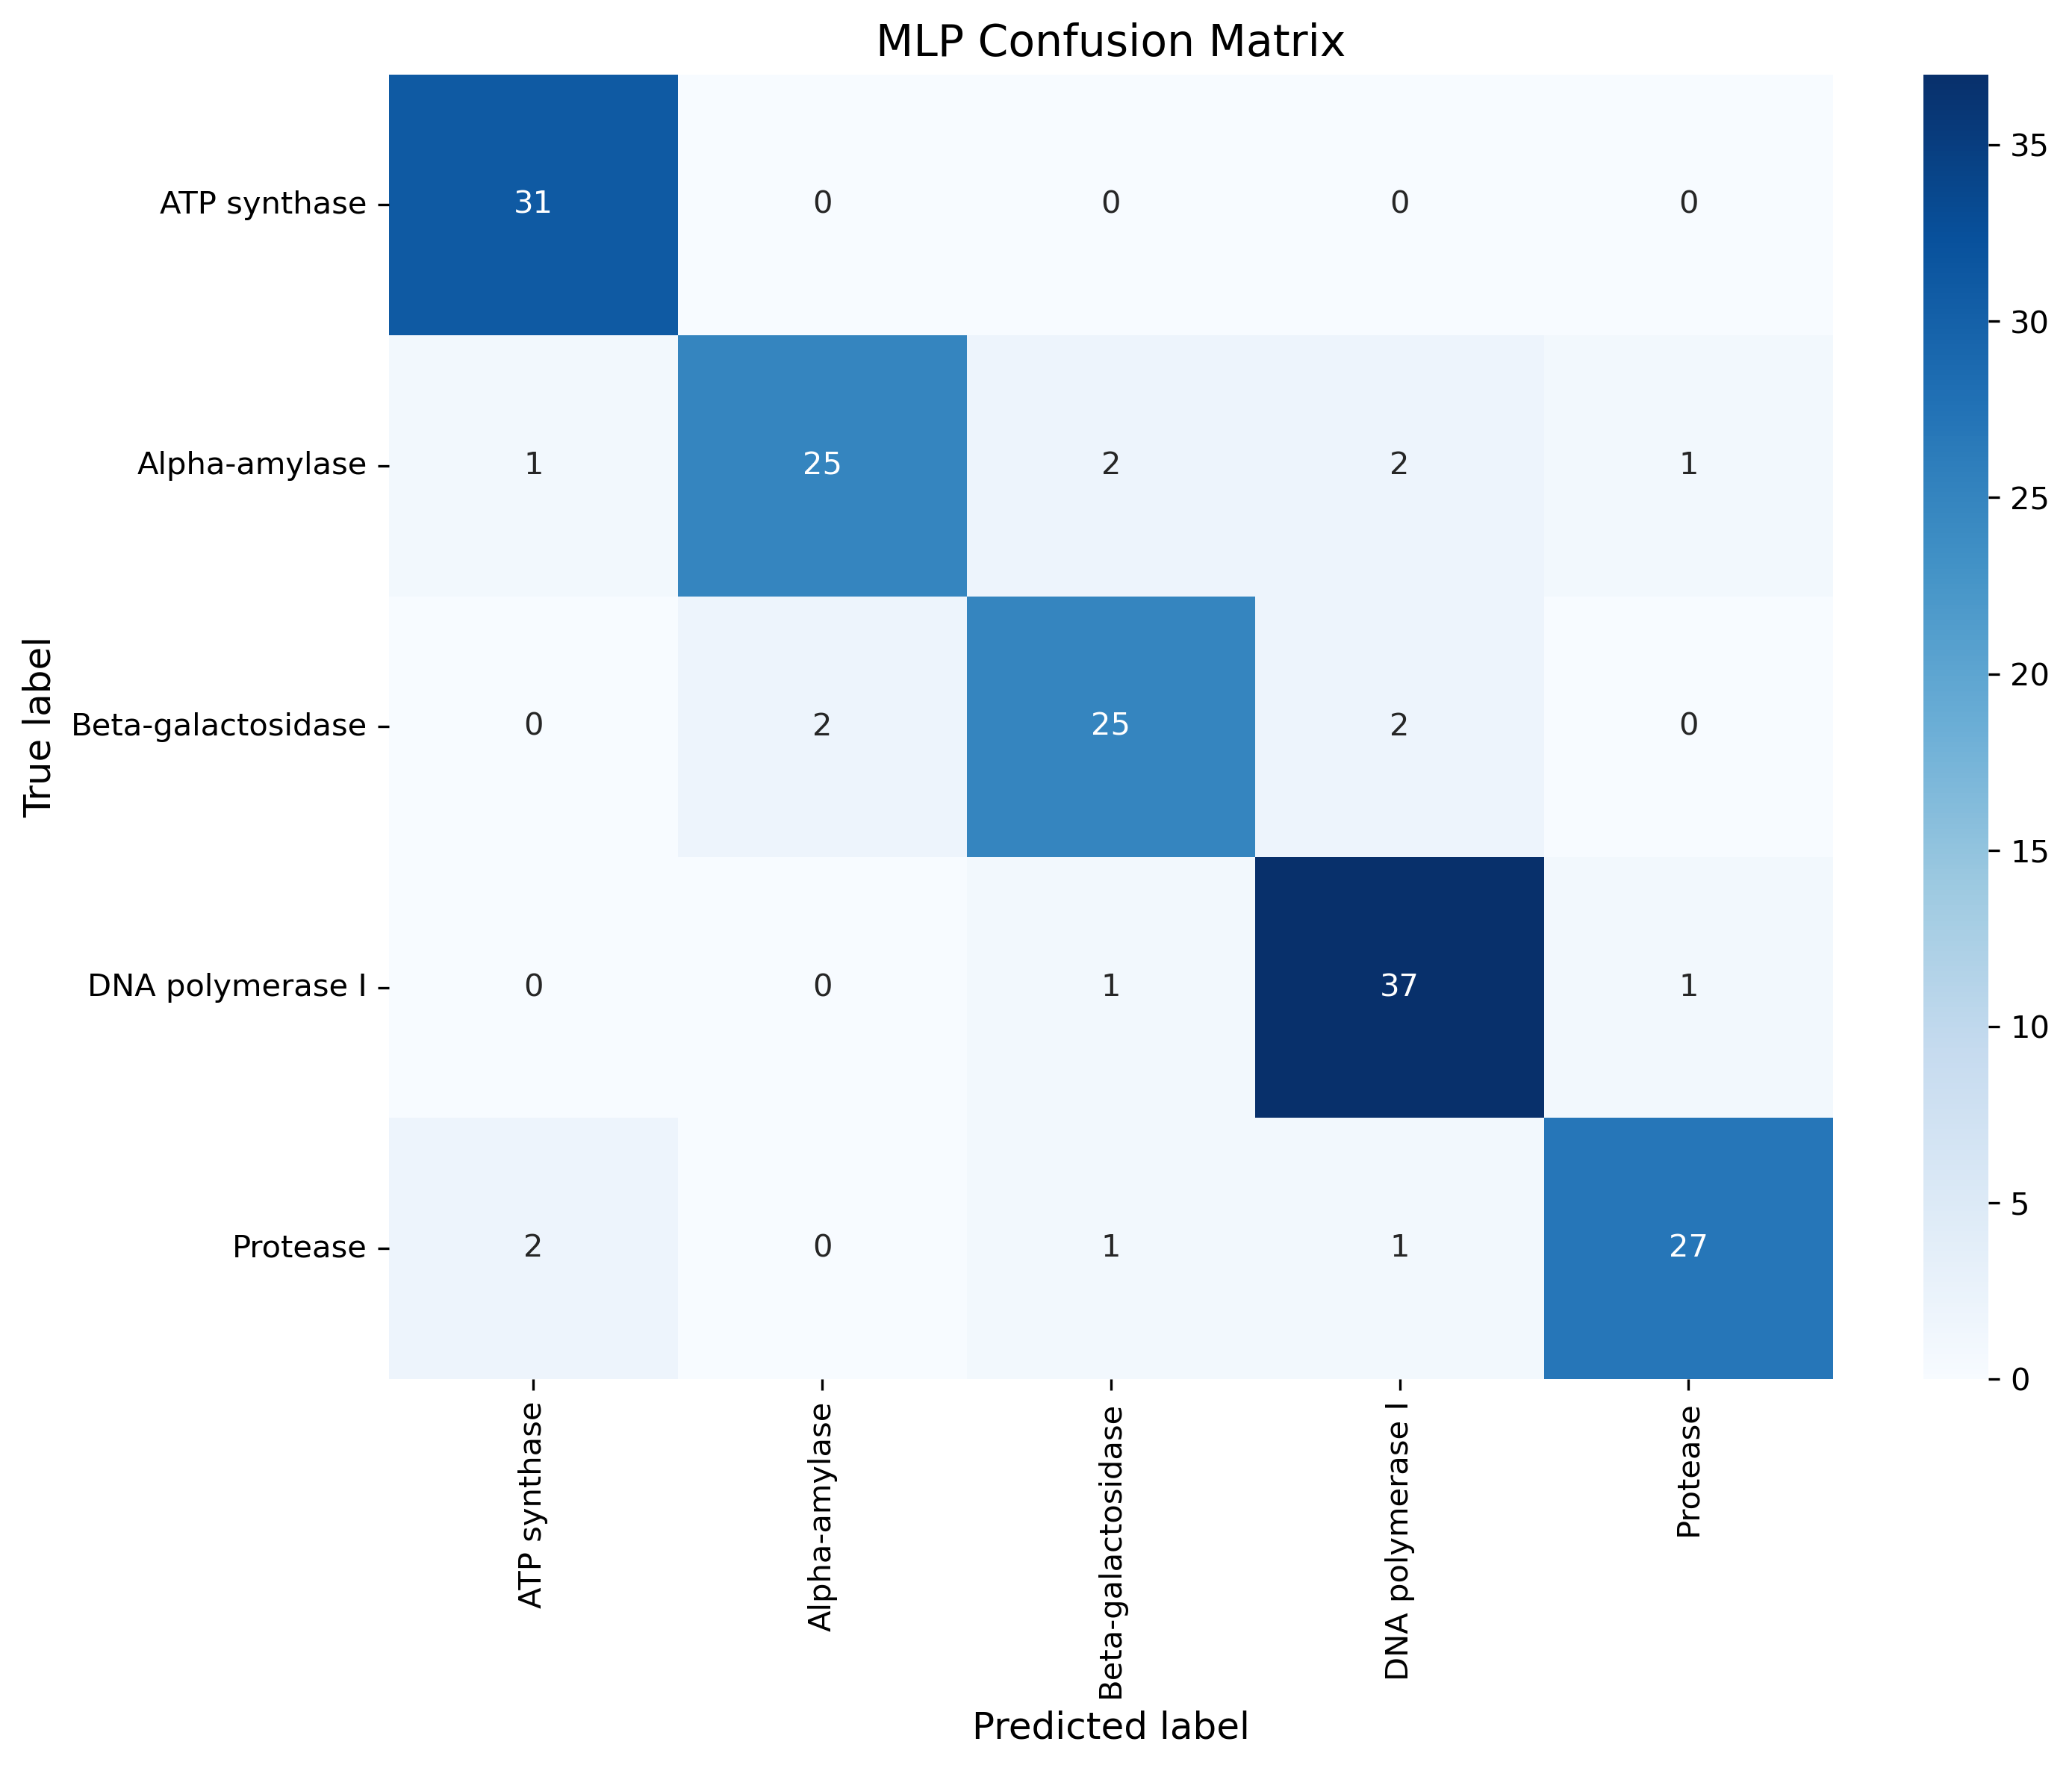 MLP Confusion Matrix
True label
ATP synthase 31 0 0 0 0
Alpha-amylase 1 25 2 2 1
Beta-galactosidase 0 2 25 2 0
DNA polymerase I 0 0 1 37 1
Protease 2 0 1 1 27
ATP synthase
Alpha-amylase
Beta-galactosidase
DNA polymerase I
Protease
Predicted label
35
30
25
20
15
10
5
0